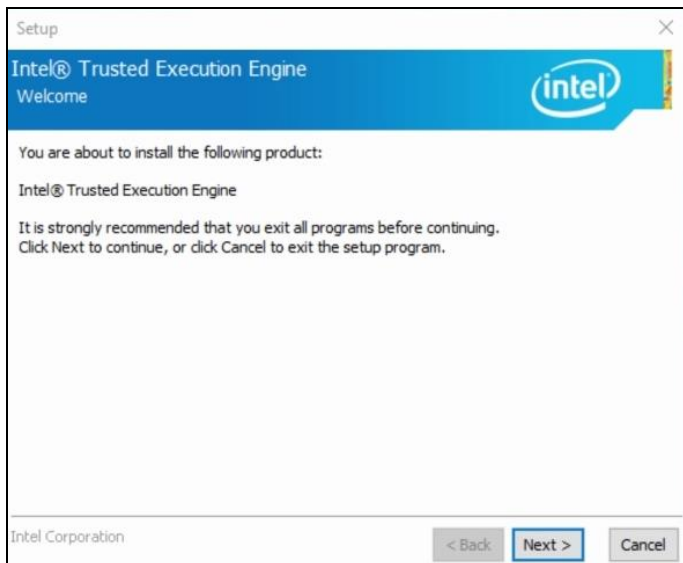 Setup
Intel® Trusted Execution Engine
Welcome
intel
You are about to install the following product:
Intel® Trusted Execution Engine
It is strongly recommended that you exit all programs before continuing.
Click Next to continue, or click Cancel to exit the setup program.
Intel Corporation
< Back Next > Cancel